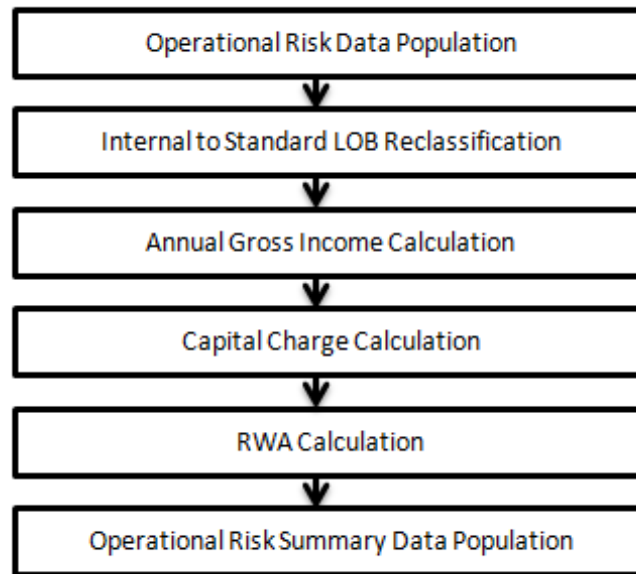 Operational Risk Data Population
Internal to Standard LOB Reclassification
Annual Gross Income Calculation
Capital Charge Calculation
RWA Calculation
Operational Risk Summary Data Population